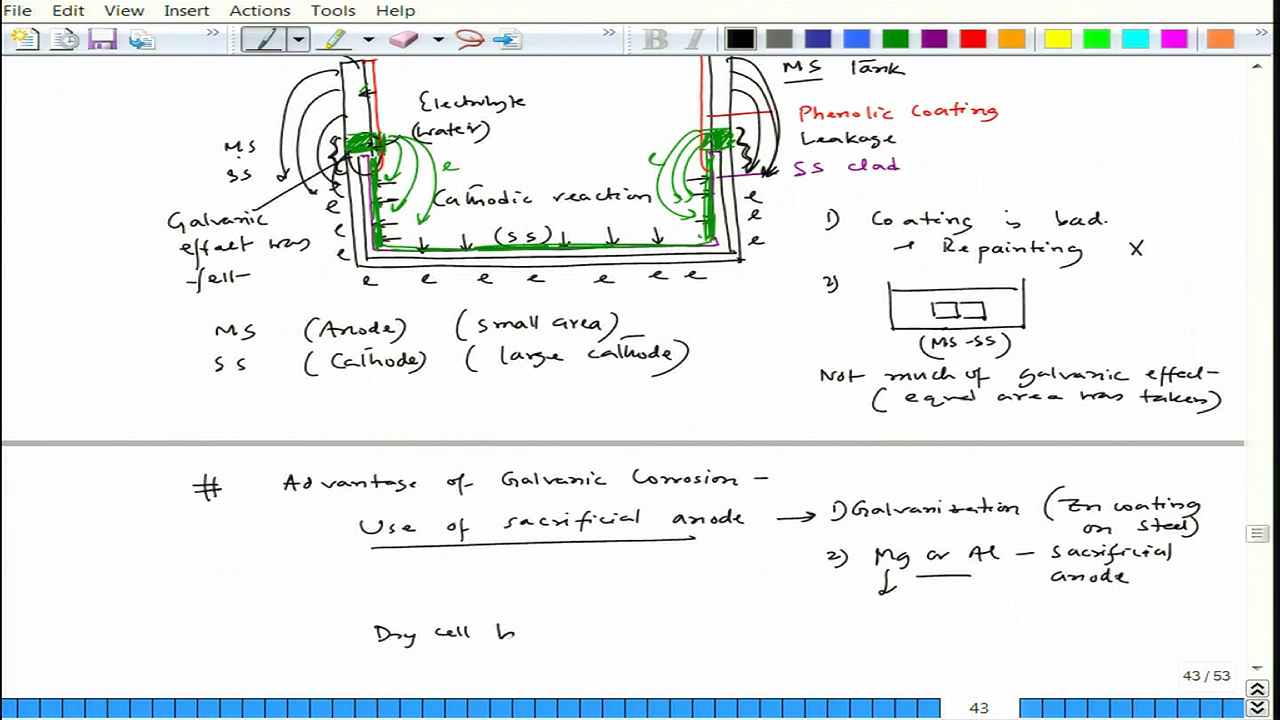 File Edit View Insert Actions Tools Help
B I
MS Tank
Electrolyte
(water)
Phenolic coating
Leakage
SS clad
MS
SS
e
e
Cathodic reaction
(SS)
Galvanic
effect was
felt
e
e
e
e
e
e
e
e e e e e e e
MS (Anode) (small area)
SS (Cathode) (large cathode)
1) Coating is bad.
→ Repainting X
2)
(MS-SS)
Not much of galvanic effect-
(equal area was taken)
# Advantage of Galvanic Corrosion -
Use of sacrificial anode → 1) Galvanization (Zn coating
on steel)
2) Mg or Al - sacrificial
anode
Dry cell b
43 / 53
43